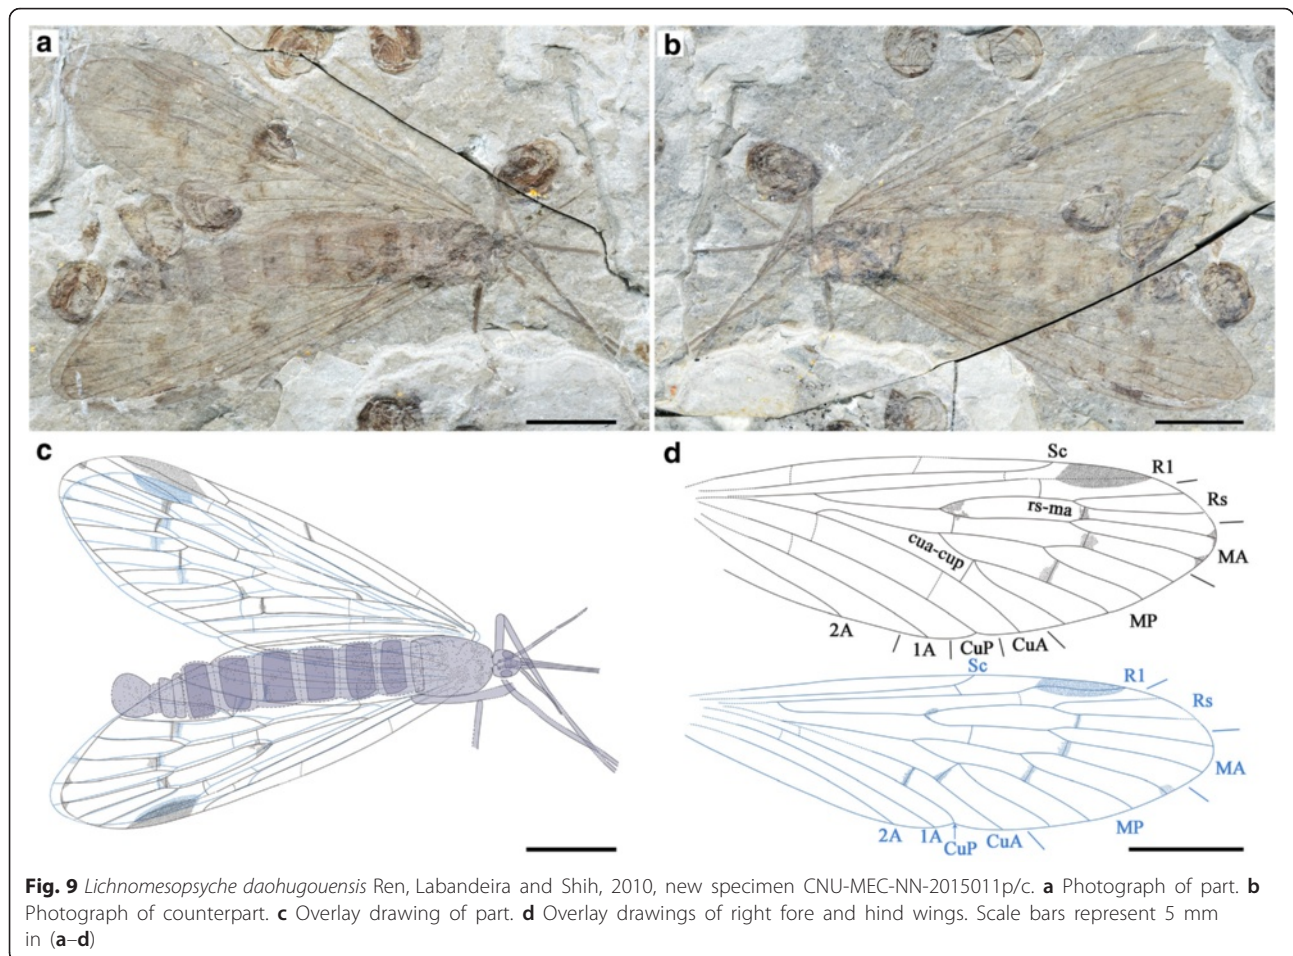 a
b
c
d
Sc
R1
Rs
rs-ma
MA
cua-cup
MP
2A
1A
CuP
CuA
Sc
R1
Rs
MA
MP
2A
1A
CuP
CuA
Fig. 9 Lichnomesopsyche daohugouensis Ren, Labandeira and Shih, 2010, new specimen CNU-MEC-NN-2015011p/c. a Photograph of part. b
Photograph of counterpart. c Overlay drawing of part. d Overlay drawings of right fore and hind wings. Scale bars represent 5 mm
in (a–d)